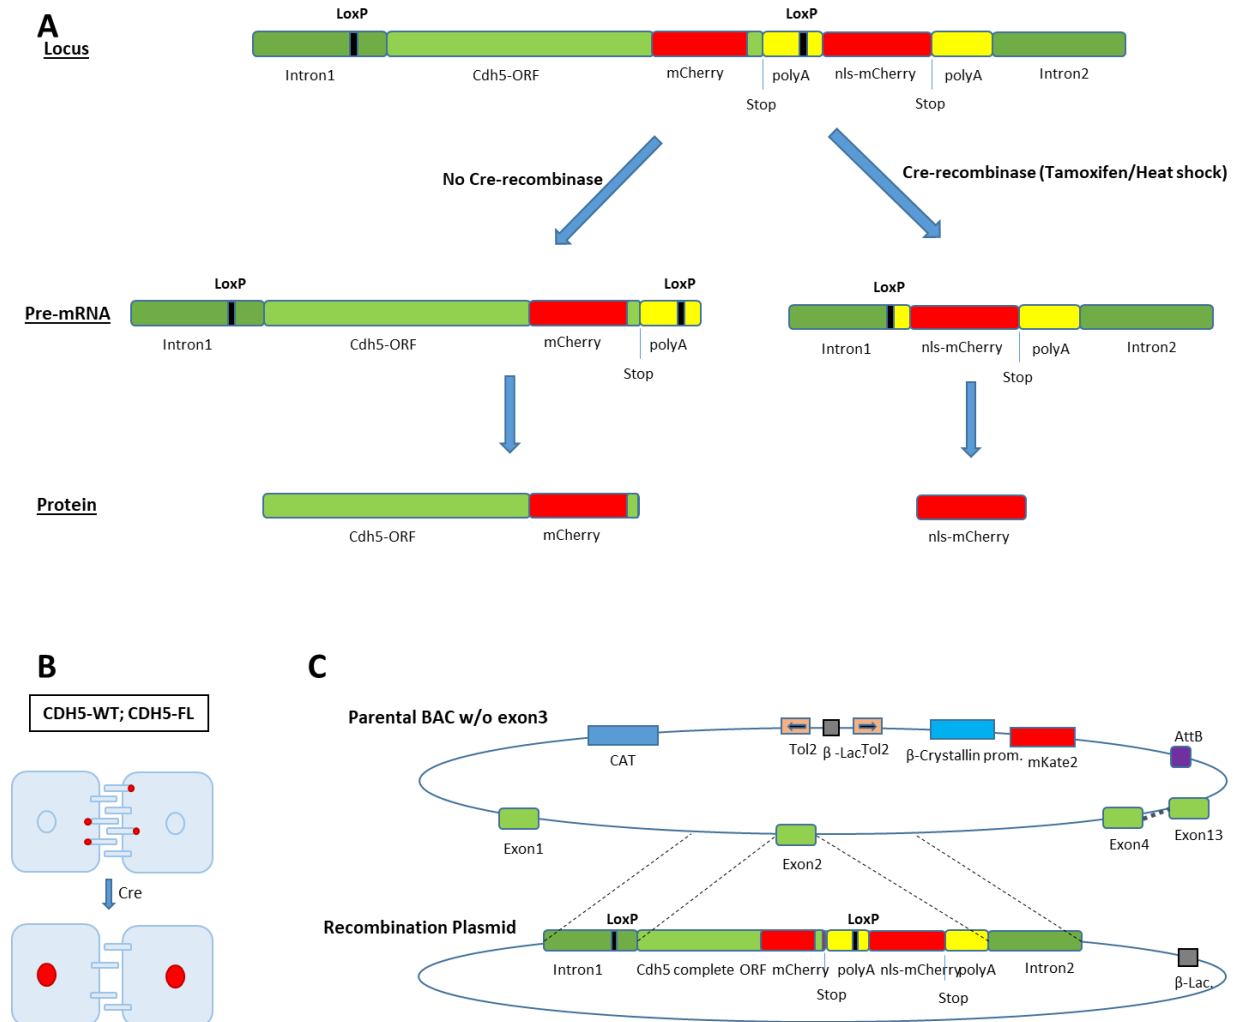 A
Locus
LoxP
LoxP
Intron1
Cdh5-ORF
mCherry
polyA
nls-mCherry
polyA
Intron2
Stop
Stop
No Cre-recombinase
Cre-recombinase (Tamoxifen/Heat shock)
Pre-mRNA
LoxP
LoxP
LoxP
Intron1
Cdh5-ORF
mCherry
polyA
Stop
Intron1
nls-mCherry
polyA
Intron2
Stop
Protein
Cdh5-ORF
mCherry
nls-mCherry
B
CDH5-WT; CDH5-FL
Cre
C
Parental BAC w/o exon3
CAT
Tol2
β -Lac.
Tol2
β-Crystallin prom.
mKate2
AttB
Exon1
Exon2
Exon4
Exon13
Recombination Plasmid
LoxP
LoxP
Intron1
Cdh5 complete ORF
mCherry
polyA
nls-mCherry
polyA
Intron2
Stop
Stop
β-Lac.